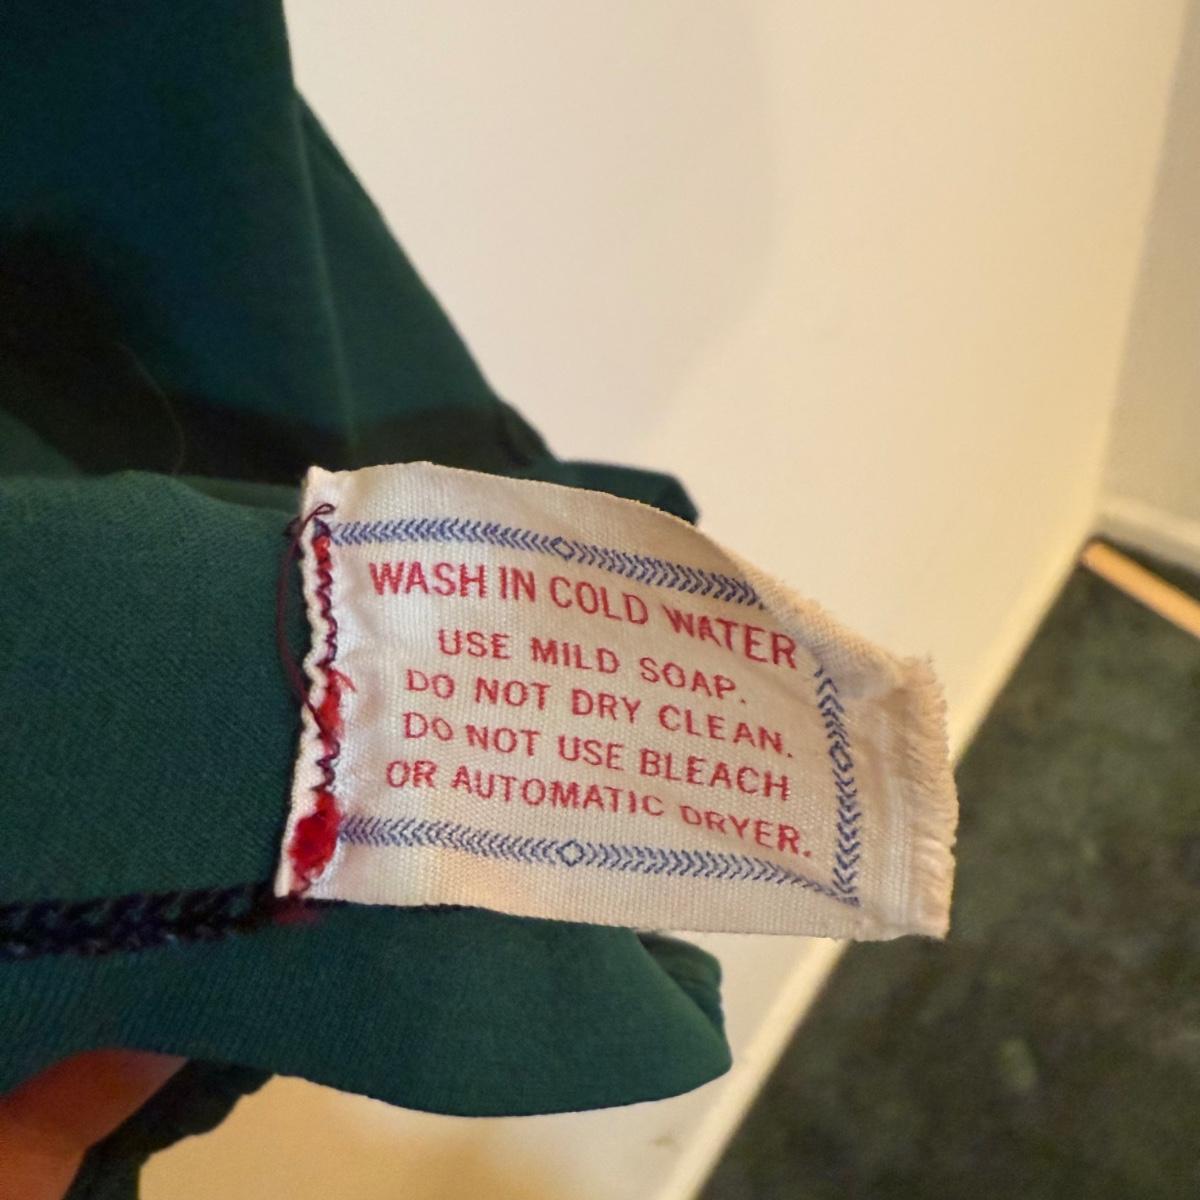 WASH IN COLD WATER
USE MILD SOAP.
DO NOT DRY CLEAN.
DO NOT USE BLEACH
OR AUTOMATIC DRYER.